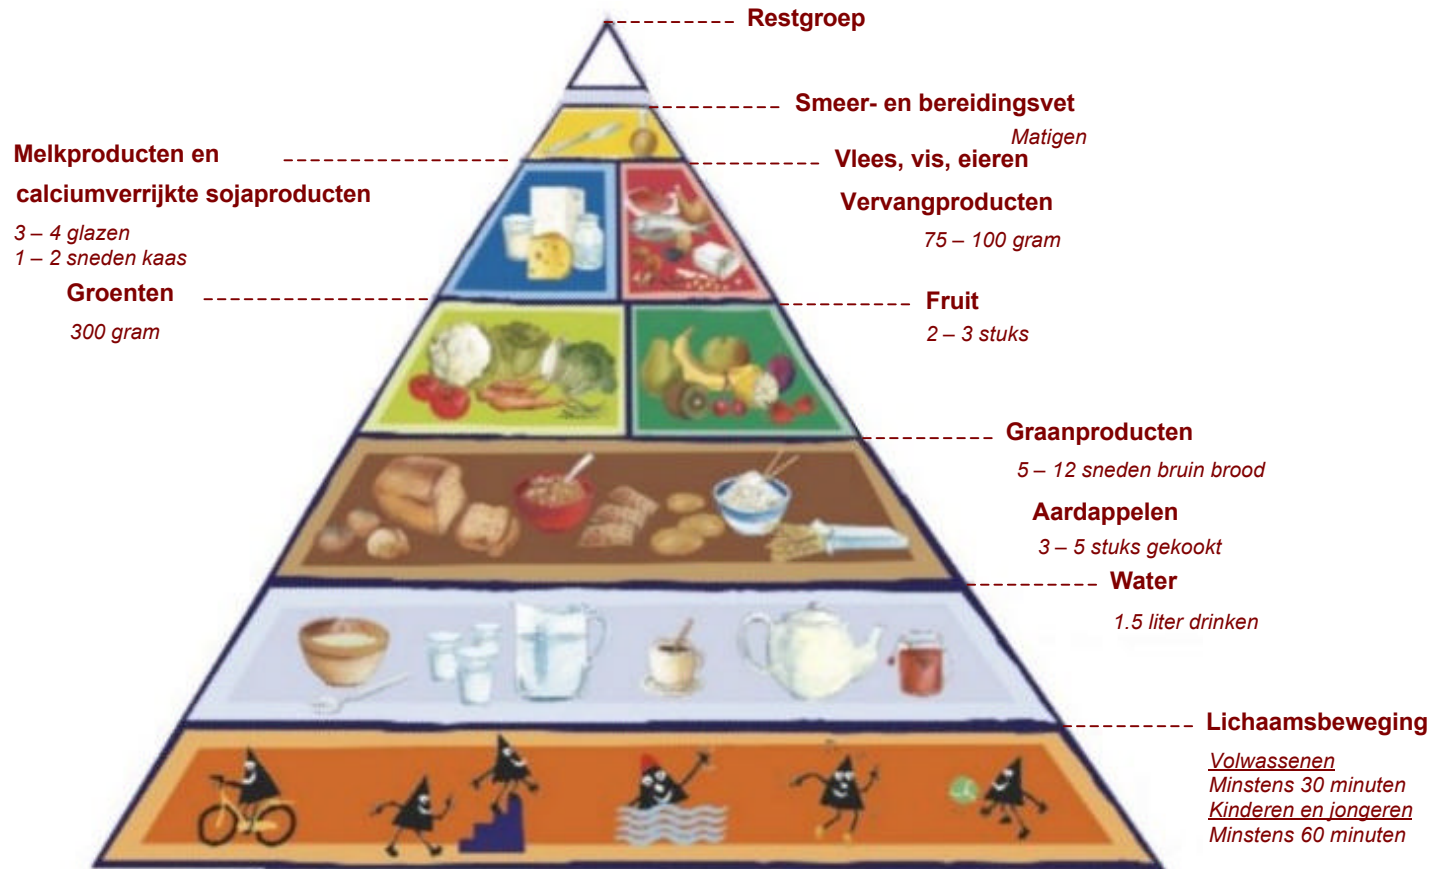 Restgroep
Smeer- en bereidingsvet
Matigen
Melkproducten en
calciumverrijkte sojaproducten
3 – 4 glazen
1 – 2 sneden kaas
Vlees, vis, eieren
Vervangproducten
75 – 100 gram
Groenten
300 gram
Fruit
2 – 3 stuks
Graanproducten
5 – 12 sneden bruin brood
Aardappelen
3 – 5 stuks gekookt
Water
1.5 liter drinken
Lichaamsbeweging
Volwassenen
Minstens 30 minuten
Kinderen en jongeren
Minstens 60 minuten